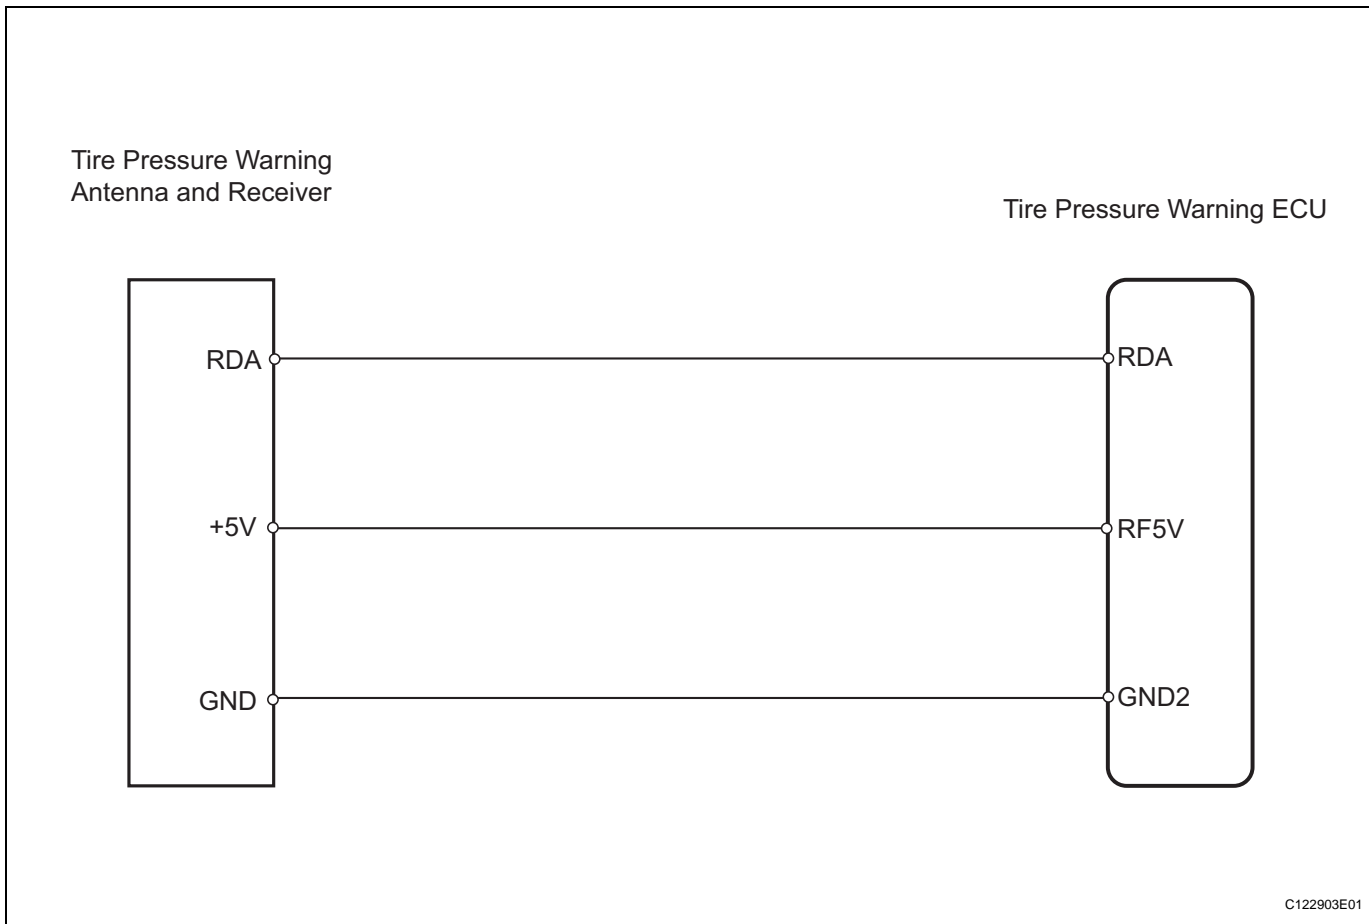 Tire Pressure Warning
Antenna and Receiver
Tire Pressure Warning ECU
RDA
RDA
+5V
RF5V
GND
GND2
C122903E01